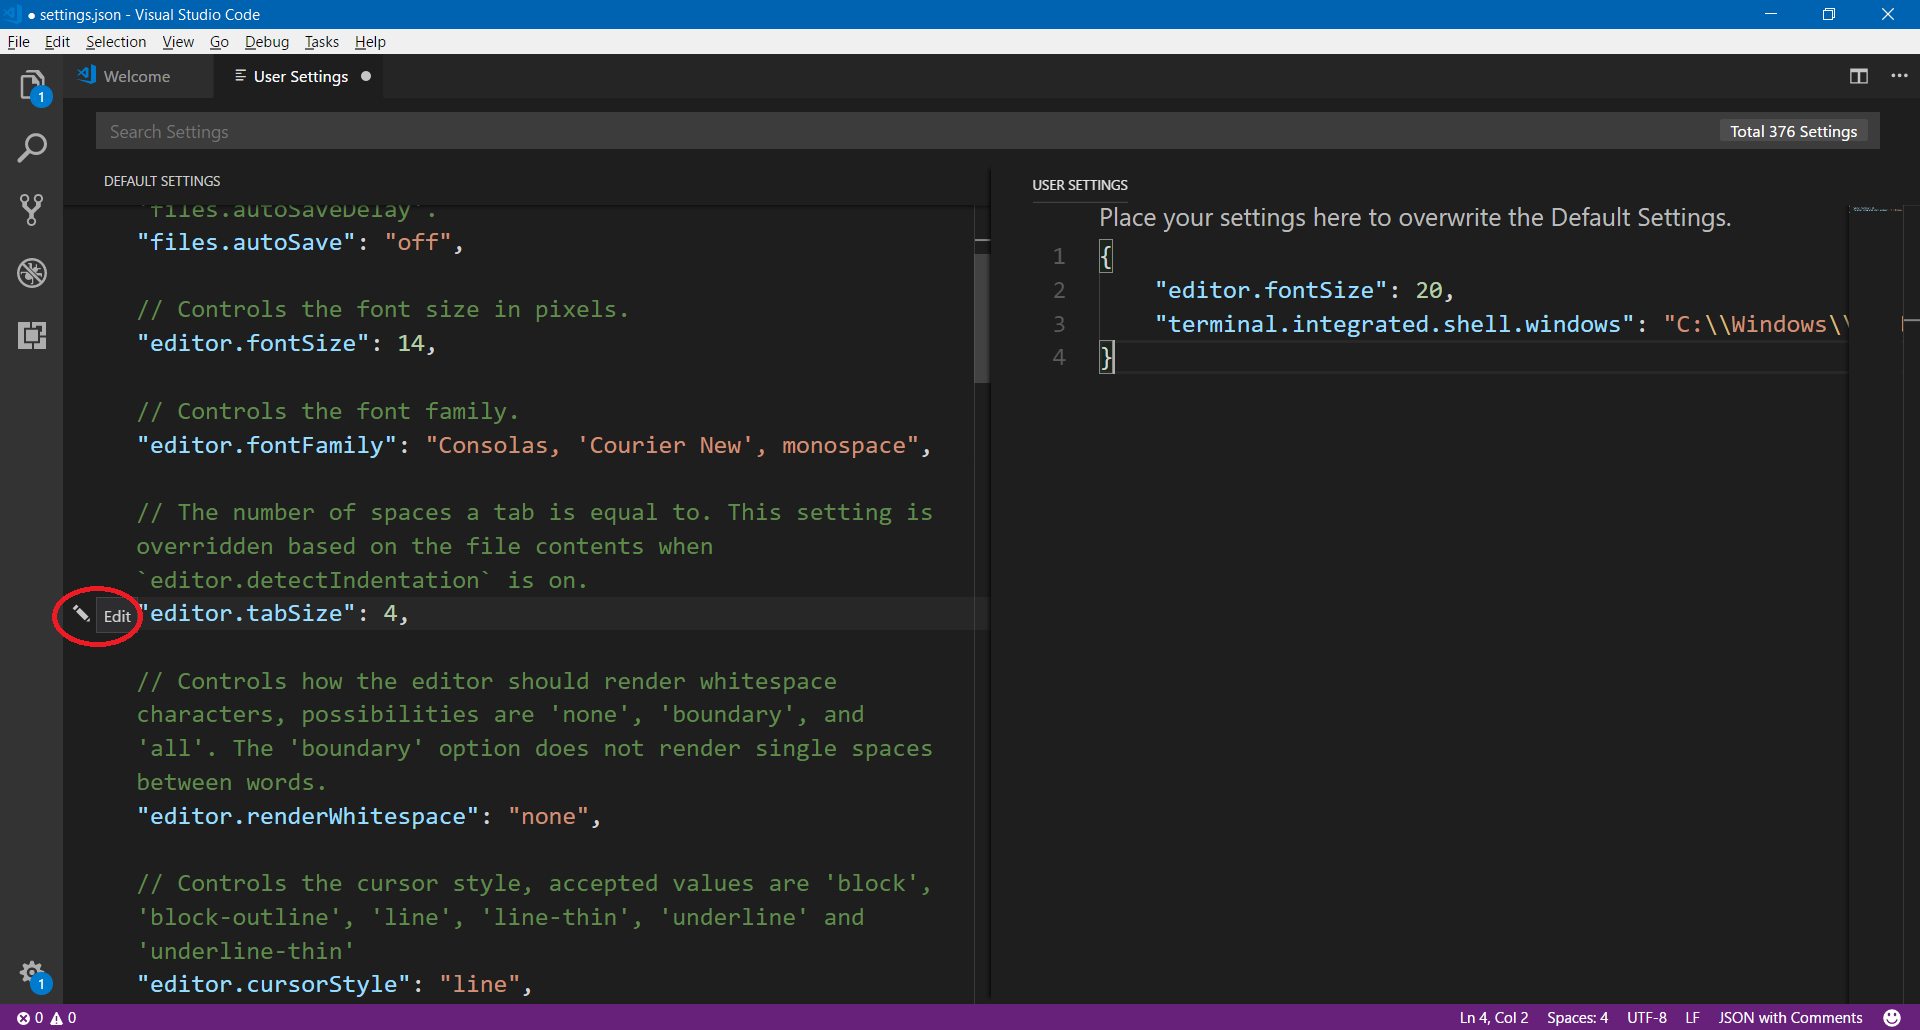 ● settings.json - Visual Studio Code
File Edit Selection View Go Debug Tasks Help
1
Welcome
User Settings ●
Search Settings
Total 376 Settings
DEFAULT SETTINGS
`files.autoSaveDelay`.
"files.autoSave": "off",
// Controls the font size in pixels.
"editor.fontSize": 14,
// Controls the font family.
"editor.fontFamily": "Consolas, 'Courier New', monospace",
// The number of spaces a tab is equal to. This setting is
overridden based on the file contents when
`editor.detectIndentation` is on.
Edit
"editor.tabSize": 4,
// Controls how the editor should render whitespace
characters, possibilities are 'none', 'boundary', and
'all'. The 'boundary' option does not render single spaces
between words.
"editor.renderWhitespace": "none",
// Controls the cursor style, accepted values are 'block',
'block-outline', 'line', 'line-thin', 'underline' and
'underline-thin'
"editor.cursorStyle": "line",
USER SETTINGS
Place your settings here to overwrite the Default Settings.
1 {
2 "editor.fontSize": 20,
3 "terminal.integrated.shell.windows": "C:\\Windows\\
4 }
1
0 0
Ln 4, Col 2 Spaces: 4 UTF-8 LF JSON with Comments